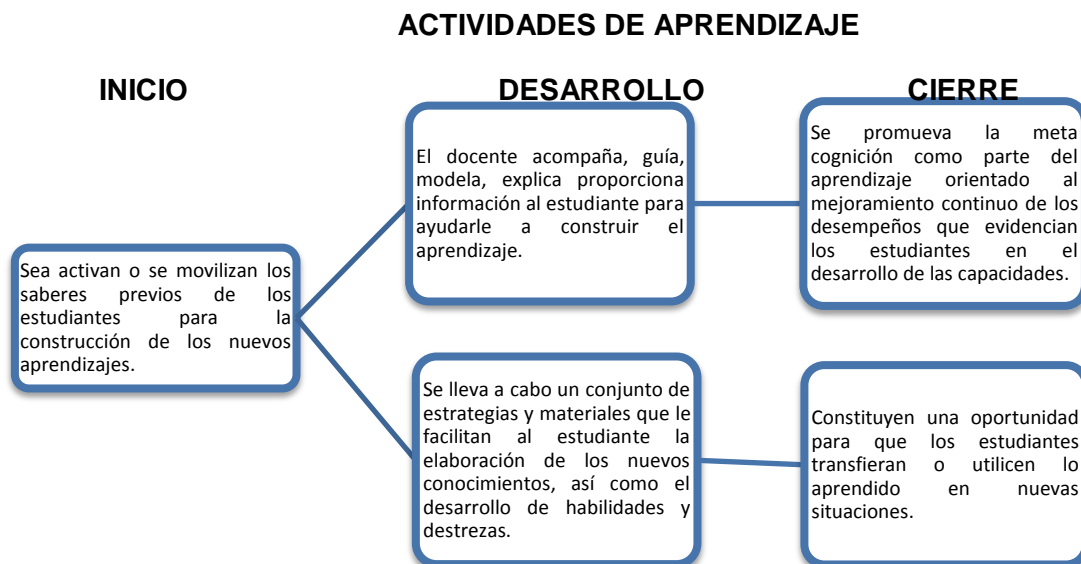 ACTIVIDADES DE APRENDIZAJE
INICIO
DESARROLLO
CIERRE
Sea activan o se movilizan los
saberes previos de los
estudiantes para la
construcción de los nuevos
aprendizajes.
El docente acompaña, guía,
modela, explica proporciona
información al estudiante para
ayudarle a construir el
aprendizaje.
Se lleva a cabo un conjunto de
estrategias y materiales que le
facilitan al estudiante la
elaboración de los nuevos
conocimientos, así como el
desarrollo de habilidades y
destrezas.
Se promueva la meta
cognición como parte del
aprendizaje orientado al
mejoramiento continuo de los
desempeños que evidencian
los estudiantes en el
desarrollo de las capacidades.
Constituyen una oportunidad
para que los estudiantes
transfieran o utilicen lo
aprendido en nuevas
situaciones.